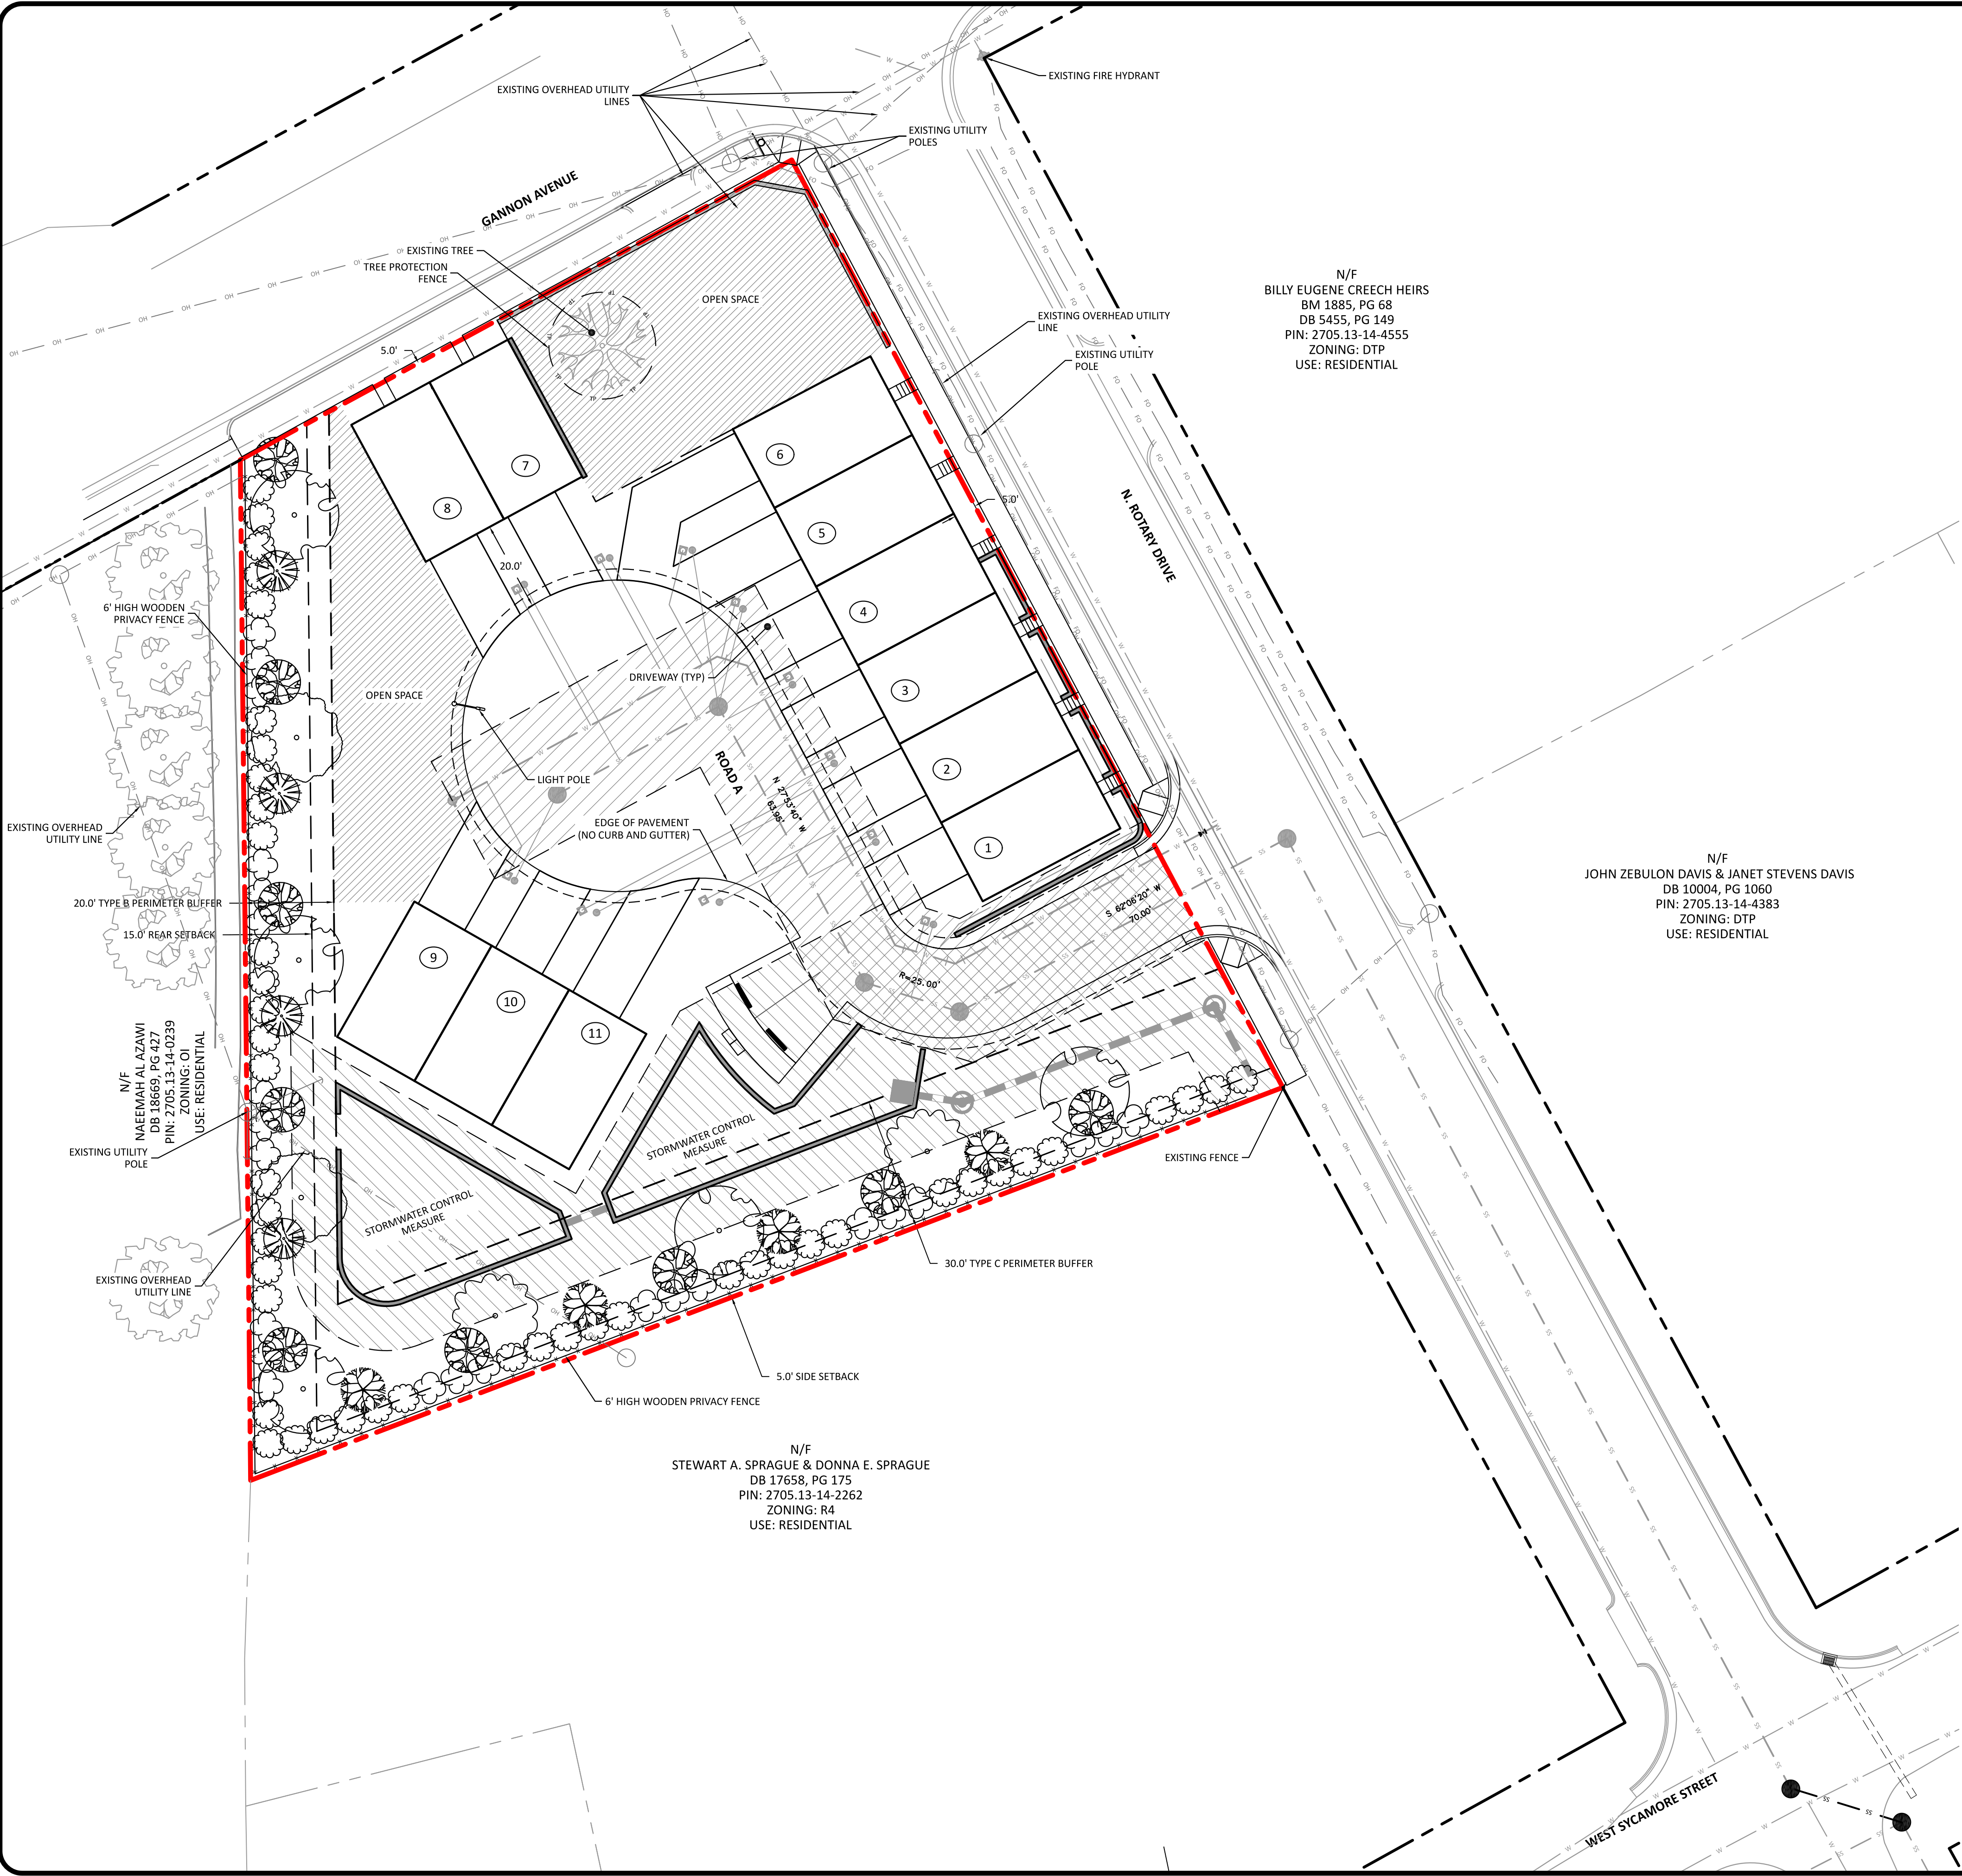 EXISTING FIRE HYDRANT
EXISTING OVERHEAD UTILITY
LINES
EXISTING UTILITY
POLES
GANNON AVENUE
EXISTING TREE
TREE PROTECTION
FENCE
OPEN SPACE
N/F
BILLY EUGENE CREECH HEIRS
BM 1885, PG 68
DB 5455, PG 149
PIN: 2705.13-14-4555
ZONING: DTP
USE: RESIDENTIAL
EXISTING OVERHEAD UTILITY
LINE
EXISTING UTILITY
POLE
5.0'
7
8
6
5
4
3
2
1
5.0'
N. ROTARY DRIVE
20.0'
6' HIGH WOODEN
PRIVACY FENCE
DRIVEWAY (TYP)
OPEN SPACE
LIGHT POLE
ROAD A
N 27°53'40" W
63.96'
EDGE OF PAVEMENT
(NO CURB AND GUTTER)
EXISTING OVERHEAD
UTILITY LINE
N/F
JOHN ZEBULON DAVIS & JANET STEVENS DAVIS
DB 10004, PG 1060
PIN: 2705.13-14-4383
ZONING: DTP
USE: RESIDENTIAL
20.0' TYPE B PERIMETER BUFFER
15.0' REAR SETBACK
S 62°06'20" W
70.00'
R=25.00'
9
10
11
N/F
NAEEMAH AL AZAWI
DB 18669, PG 427
PIN: 2705.13-14-0239
ZONING: OI
USE: RESIDENTIAL
EXISTING UTILITY
POLE
STORMWATER CONTROL
MEASURE
STORMWATER CONTROL
MEASURE
EXISTING FENCE
EXISTING OVERHEAD
UTILITY LINE
30.0' TYPE C PERIMETER BUFFER
5.0' SIDE SETBACK
6' HIGH WOODEN PRIVACY FENCE
N/F
STEWART A. SPRAGUE & DONNA E. SPRAGUE
DB 17658, PG 175
PIN: 2705.13-14-2262
ZONING: R4
USE: RESIDENTIAL
WEST SYCAMORE STREET